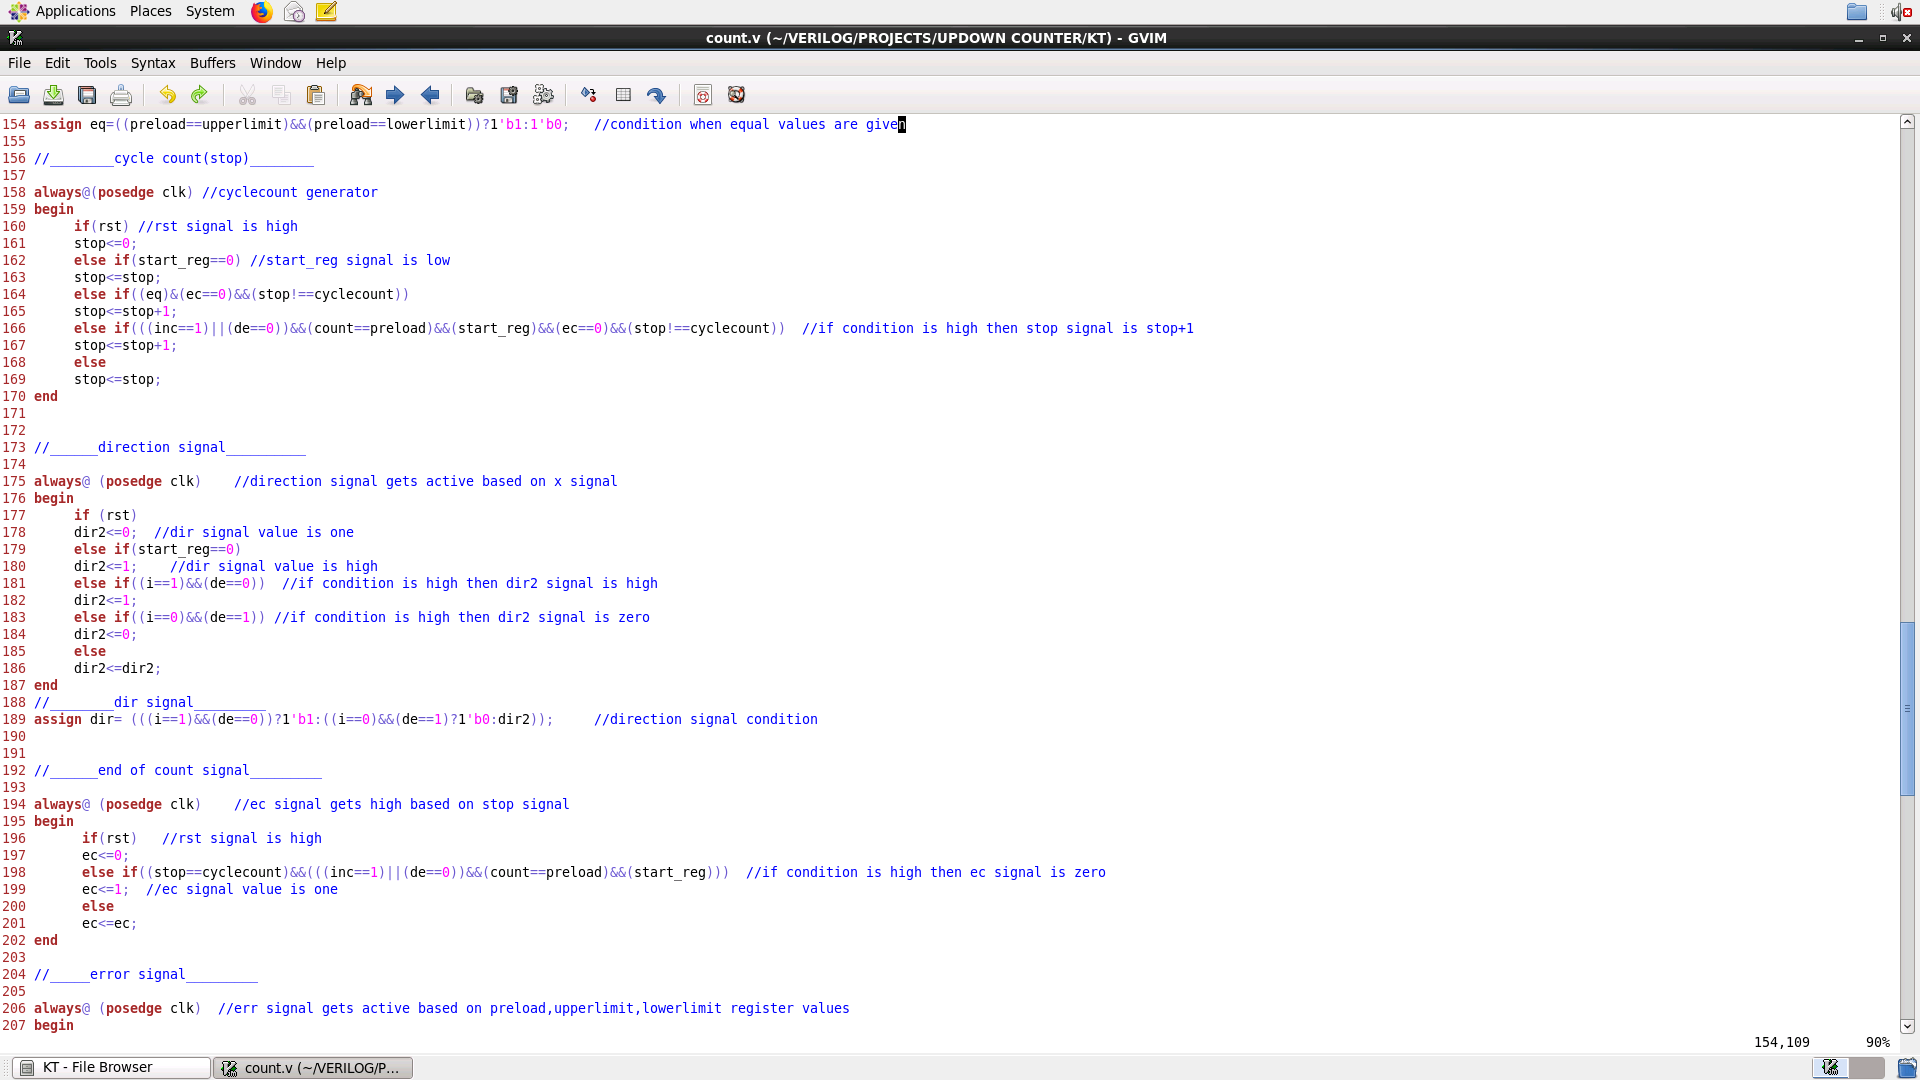 Applications Places System
count.v (~/VERILOG/PROJECTS/UPDOWN COUNTER/KT) - GVIM
File Edit Tools Syntax Buffers Window Help
154 assign eq=((preload==upperlimit)&&(preload==lowerlimit))?1'b1:1'b0;   //condition when equal values are given
155
156 //________cycle count(stop)________
157
158 always@(posedge clk) //cyclecount generator
159 begin
160      if(rst) //rst signal is high
161      stop<=0;
162      else if(start_reg==0) //start_reg signal is low
163      stop<=stop;
164      else if((eq)&(ec==0)&&(stop!==cyclecount))
165      stop<=stop+1;
166      else if(((inc==1)||(de==0))&&(count==preload)&&(start_reg)&&(ec==0)&&(stop!==cyclecount))  //if condition is high then stop signal is stop+1
167      stop<=stop+1;
168      else
169      stop<=stop;
170 end
171
172
173 //______direction signal__________
174
175 always@ (posedge clk)    //direction signal gets active based on x signal
176 begin
177      if (rst)
178      dir2<=0;  //dir signal value is one
179      else if(start_reg==0)
180      dir2<=1;    //dir signal value is high
181      else if((i==1)&&(de==0))  //if condition is high then dir2 signal is high
182      dir2<=1;
183      else if((i==0)&&(de==1)) //if condition is high then dir2 signal is zero
184      dir2<=0;
185      else
186      dir2<=dir2;
187 end
188 //________dir signal_________
189 assign dir= (((i==1)&&(de==0))?1'b1:((i==0)&&(de==1)?1'b0:dir2));     //direction signal condition
190
191
192 //______end of count signal_________
193
194 always@ (posedge clk)    //ec signal gets high based on stop signal
195 begin
196       if(rst)   //rst signal is high
197       ec<=0;
198       else if((stop==cyclecount)&&(((inc==1)||(de==0))&&(count==preload)&&(start_reg)))  //if condition is high then ec signal is zero
199       ec<=1;  //ec signal value is one
200       else
201       ec<=ec;
202 end
203
204 //_____error signal_________
205
206 always@ (posedge clk)  //err signal gets active based on preload,upperlimit,lowerlimit register values
207 begin
154,109 90%
KT - File Browser count.v (~/VERILOG/P...